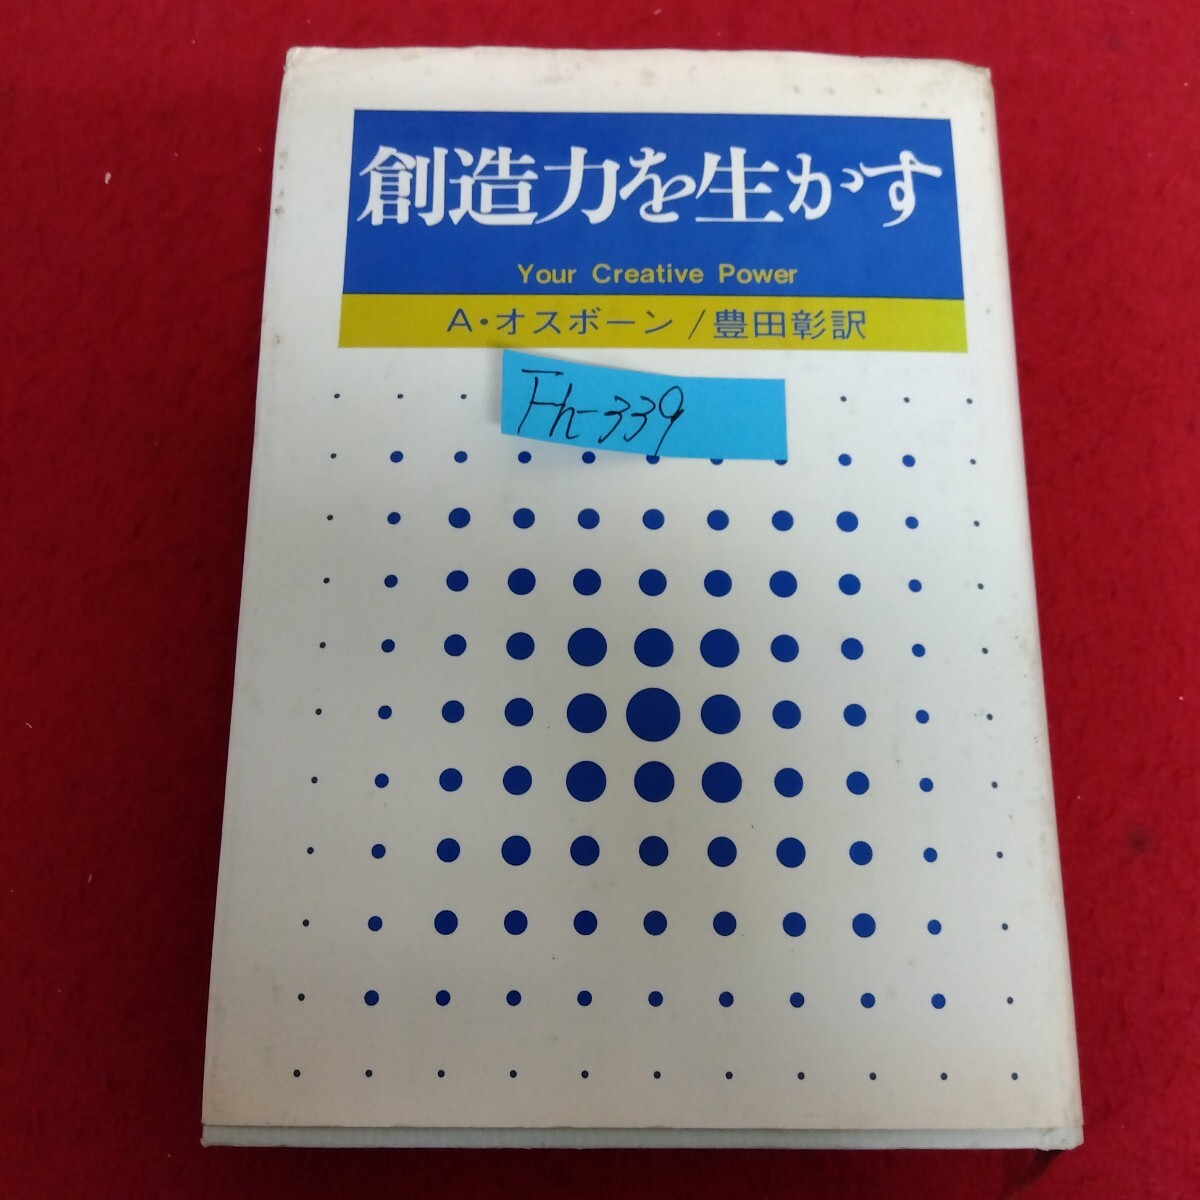 創造力を生かす
Your Creative Power
A・オスボーン/豊田彰訳
Fh-339